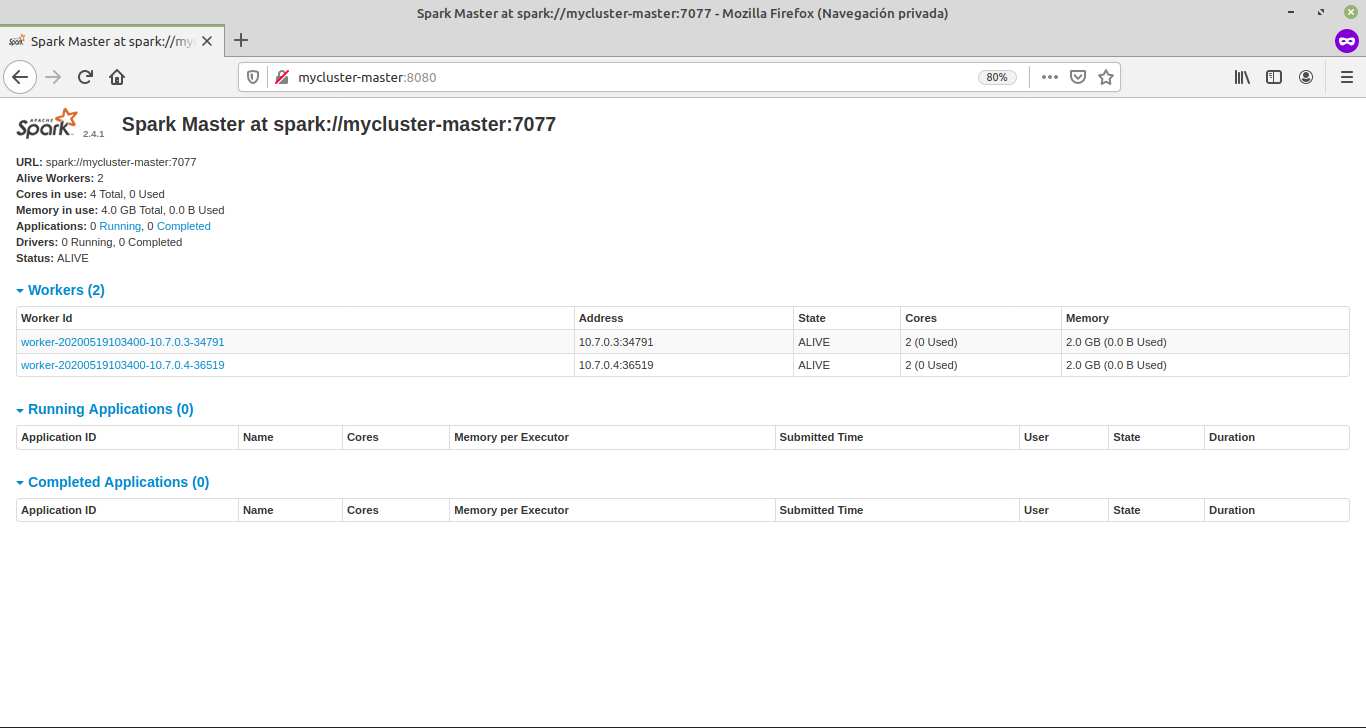 Spark Master at spark://mycluster-master:7077 - Mozilla Firefox (Navegación privada)
Spark Master at spark://my
mycluster-master:8080
80%
APACHE
Spark 2.4.1 Spark Master at spark://mycluster-master:7077
URL: spark://mycluster-master:7077
Alive Workers: 2
Cores in use: 4 Total, 0 Used
Memory in use: 4.0 GB Total, 0.0 B Used
Applications: 0 Running, 0 Completed
Drivers: 0 Running, 0 Completed
Status: ALIVE
Workers (2)
Worker Id Address State Cores Memory
worker-20200519103400-10.7.0.3-34791 10.7.0.3:34791 ALIVE 2 (0 Used) 2.0 GB (0.0 B Used)
worker-20200519103400-10.7.0.4-36519 10.7.0.4:36519 ALIVE 2 (0 Used) 2.0 GB (0.0 B Used)
Running Applications (0)
Application ID Name Cores Memory per Executor Submitted Time User State Duration
Completed Applications (0)
Application ID Name Cores Memory per Executor Submitted Time User State Duration